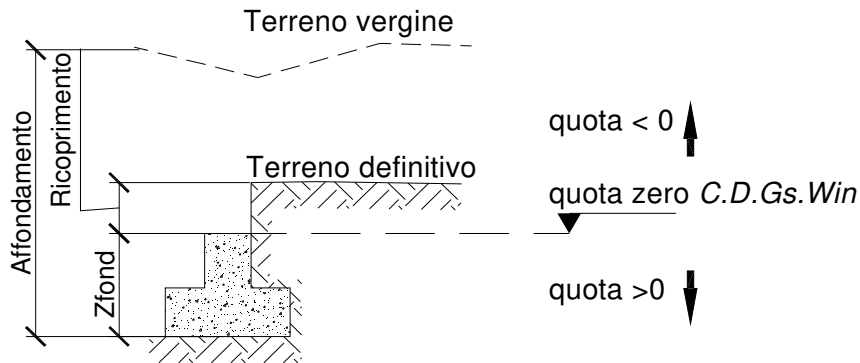 Terreno vergine
Affondamento
Ricoprimento
quota < 0
Terreno definitivo
quota zero C.D.Gs.Win
Zfond
quota >0